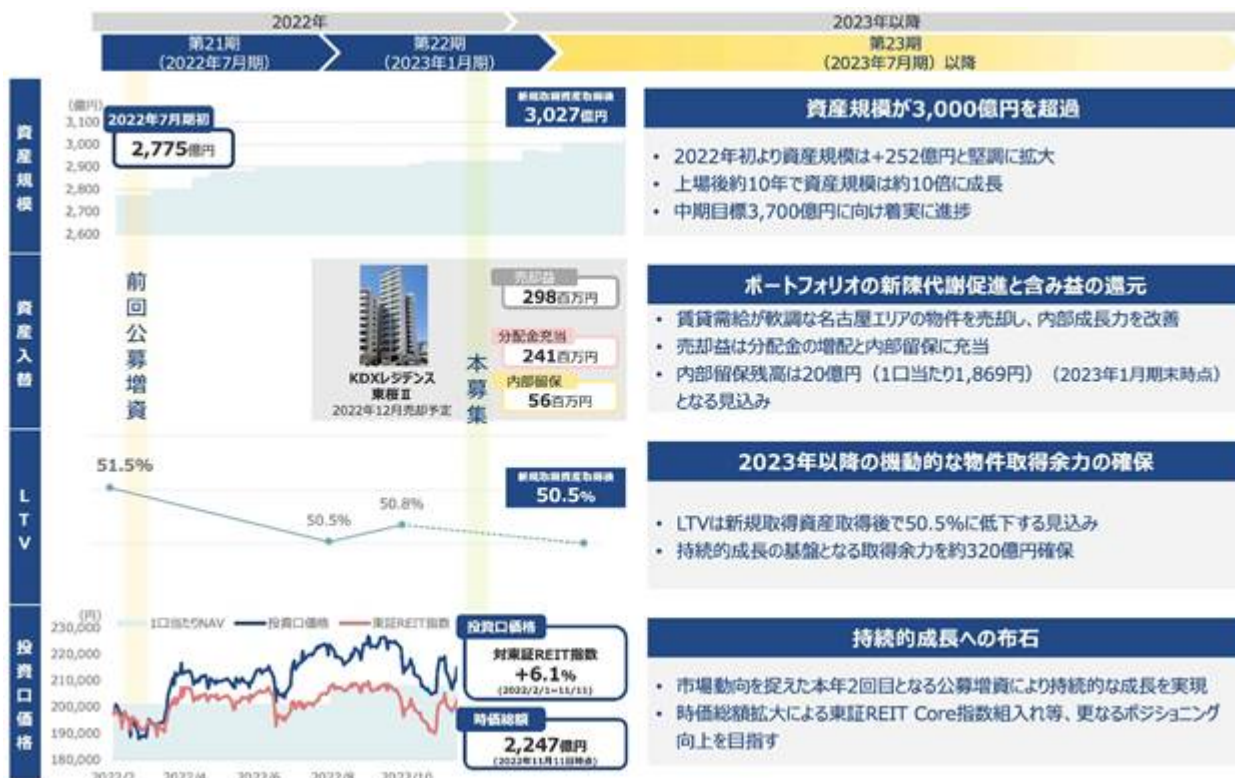 2022年
2023年以降
第21期
(2022年7月期)
第22期
(2023年1月期)
第23期
(2023年7月期) 以降
資産規模
(億円)
3,100
3,000
2,900
2,800
2,700
2,600
2022年7月期初
2,775億円
新規取得資産取得後
3,027億円
資産規模が3,000億円を超過
• 2022年初より資産規模は+252億円と堅調に拡大
• 上場後約10年で資産規模は約10倍に成長
• 中期目標3,700億円に向け着実に進捗
資産入替
前回公募増資
KDXレジデンス
東桜Ⅱ
2022年12月売却予定
本募集
売却益
298百万円
分配金充当
241百万円
内部留保
56百万円
ポートフォリオの新陳代謝促進と含み益の還元
• 賃貸需給が軟調な名古屋エリアの物件を売却し、内部成長力を改善
• 売却益は分配金の増配と内部留保に充当
• 内部留保残高は20億円（1口当たり1,869円）（2023年1月期末時点）
となる見込み
LTV
51.5%
50.5%
50.8%
新規取得資産取得後
50.5%
2023年以降の機動的な物件取得余力の確保
• LTVは新規取得資産取得後で50.5%に低下する見込み
• 持続的成長の基盤となる取得余力を約320億円確保
投資口価格
(円)
230,000
220,000
210,000
200,000
190,000
180,000
1口当たりNAV
投資口価格
東証REIT指数
2022/2
2022/4
2022/6
2022/8
2022/10
投資口価格
対東証REIT指数
+6.1%
(2022/2/1~11/11)
時価総額
2,247億円
(2022年11月11日時点)
持続的成長への布石
• 市場動向を捉えた本年2回目となる公募増資により持続的な成長を実現
• 時価総額拡大による東証REIT Core指数組入れ等、更なるポジショニング
向上を目指す